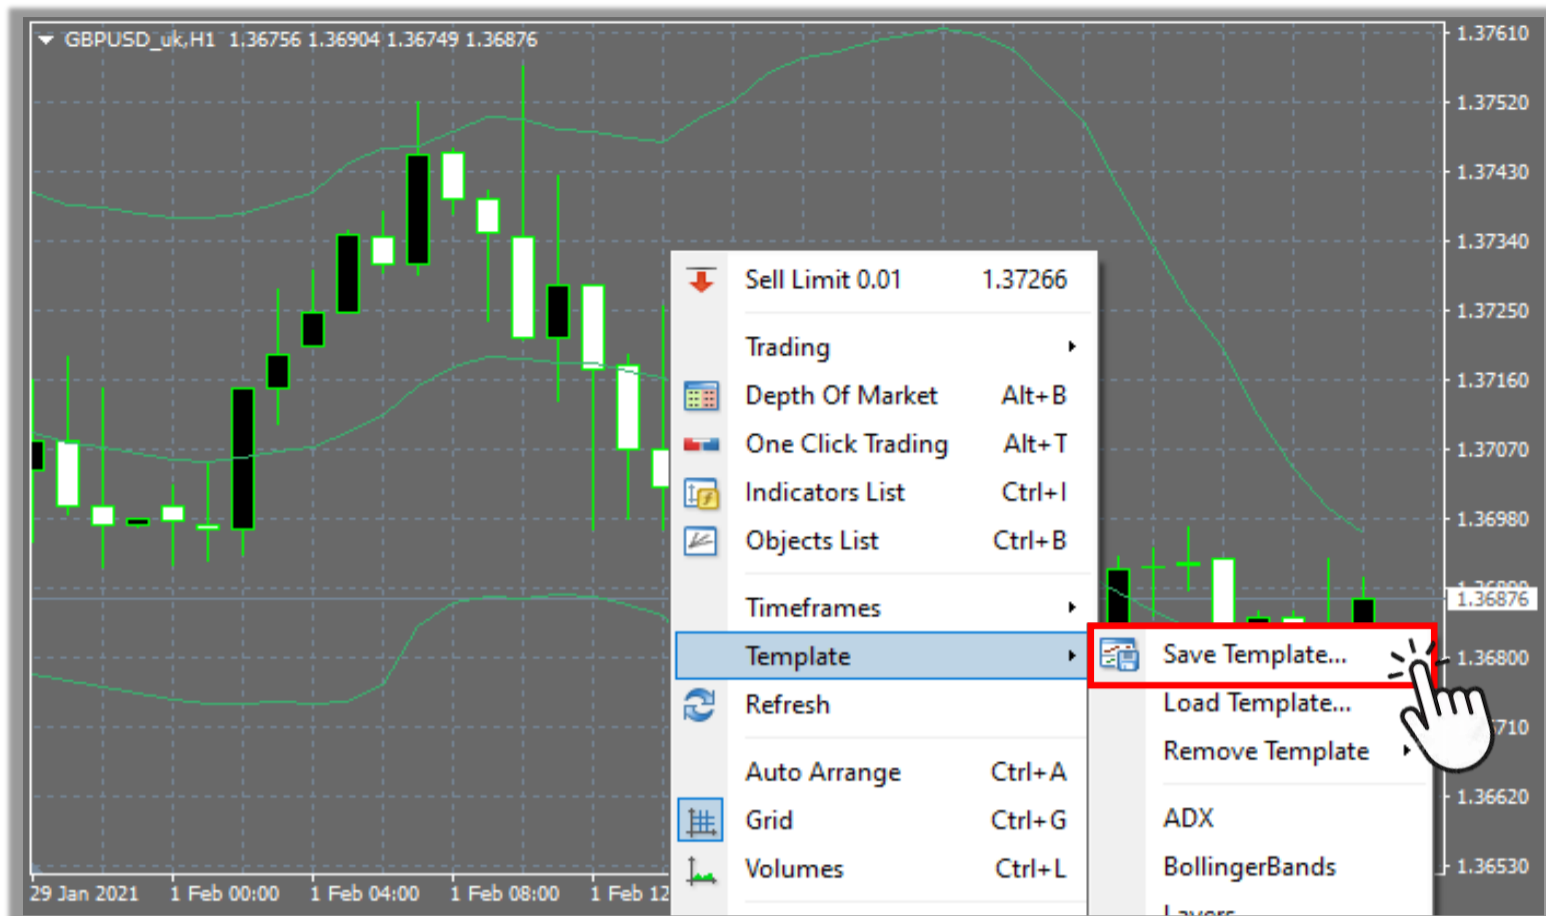 GBPUSD_uk,H1 1.36756 1.36904 1.36749 1.36876
1.37610
1.37520
1.37430
1.37340
1.37250
1.37160
1.37070
1.36980
1.36876
1.36800
1.36620
1.36530
Sell Limit 0.01 1.37266
Trading
Depth Of Market Alt+B
One Click Trading Alt+T
Indicators List Ctrl+I
Objects List Ctrl+B
Timeframes
Template
Refresh
Auto Arrange Ctrl+A
Grid Ctrl+G
Volumes Ctrl+L
Save Template...
Load Template...
Remove Template
ADX
BollingerBands
Layers
29 Jan 2021 1 Feb 00:00 1 Feb 04:00 1 Feb 08:00 1 Feb 12